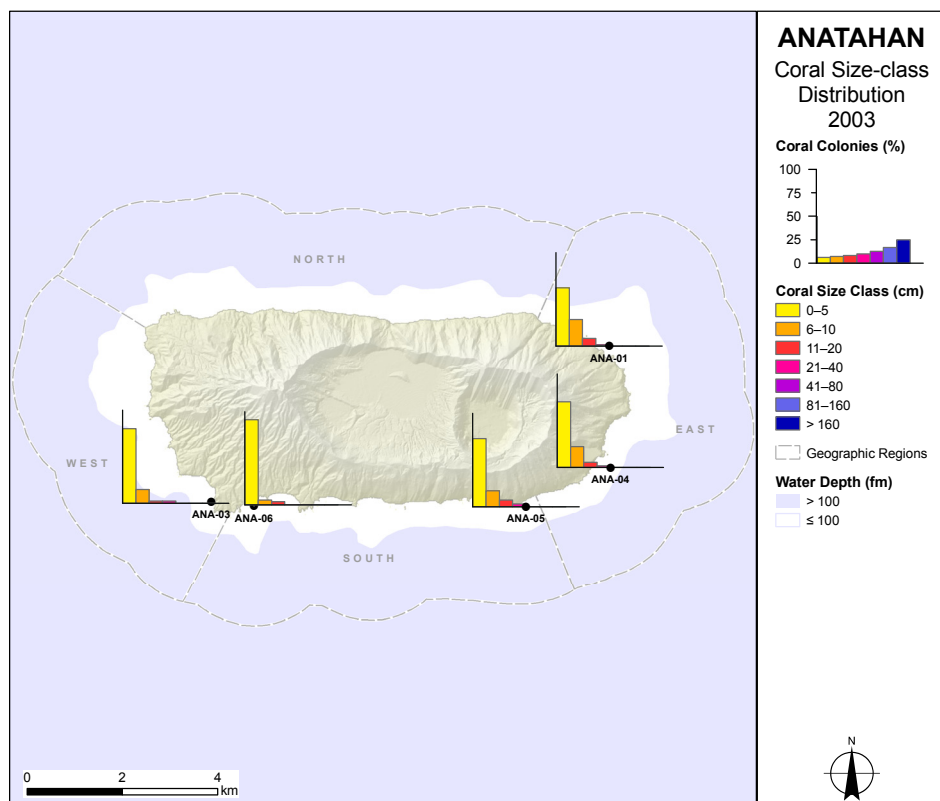 ANATAHAN
Coral Size-class
Distribution
2003
Coral Colonies (%)
100
75
50
25
0
Coral Size Class (cm)
0–5
6–10
11–20
21–40
41–80
81–160
> 160
Geographic Regions
Water Depth (fm)
> 100
≤ 100
N
NORTH
ANA-01
EAST
ANA-04
WEST
ANA-03
ANA-06
ANA-05
SOUTH
0 2 4
km